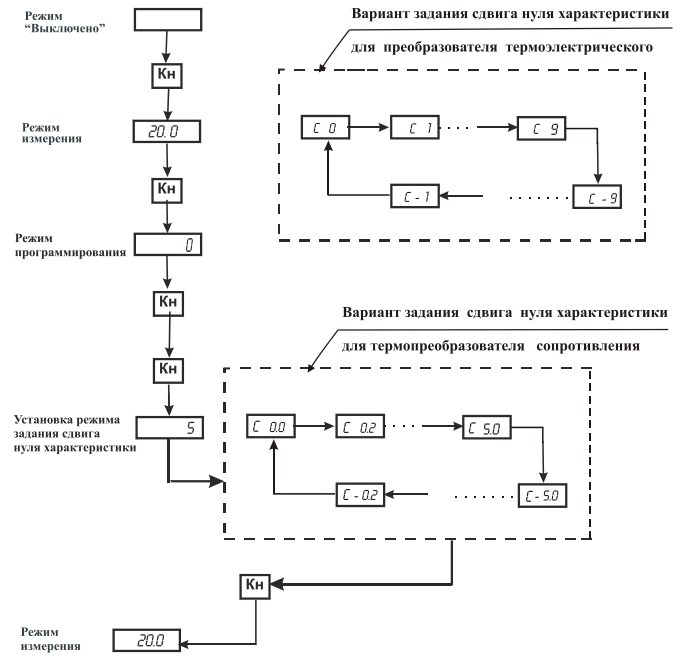 Режим
“Выключено”
Кн
Режим
измерения
20.0
Кн
Режим
программирования
0
Кн
Кн
Установка режима
задания сдвига
нуля характеристики
5
Вариант задания сдвига нуля характеристики
для преобразователя термоэлектрического
C 0
C 1
C 9
C - 1
C - 9
Вариант задания сдвига нуля характеристики
для термопреобразователя сопротивления
C 0.0
C 0.2
C 5.0
C - 0.2
C - 5.0
Кн
Режим
измерения
20.0